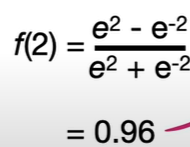 f(2) = e² - e⁻² / e² + e⁻²
= 0.96